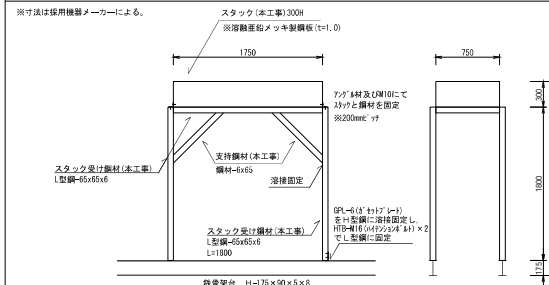 ※寸法は採用機器メーカーによる。
スタック(本工事)300H
※溶融亜鉛メッキ製鋼板(t=1.0)
1750
750
アングル材及びM10にて
スタックと鋼材を固定
※200mmピッチ
300
支持鋼材(本工事)
鋼材-6x65
スタック受け鋼材(本工事)
L型鋼-65x65x6
溶接固定
1800
スタック受け鋼材(本工事)
L型鋼-65x65x6
L=1800
GPL-6(ガセットプレート)
をH型鋼に溶接固定し、
HTB-M16(ハイテンションボルト)×2
でL型鋼に固定
175
鉄骨架台 H-175×90×5×8